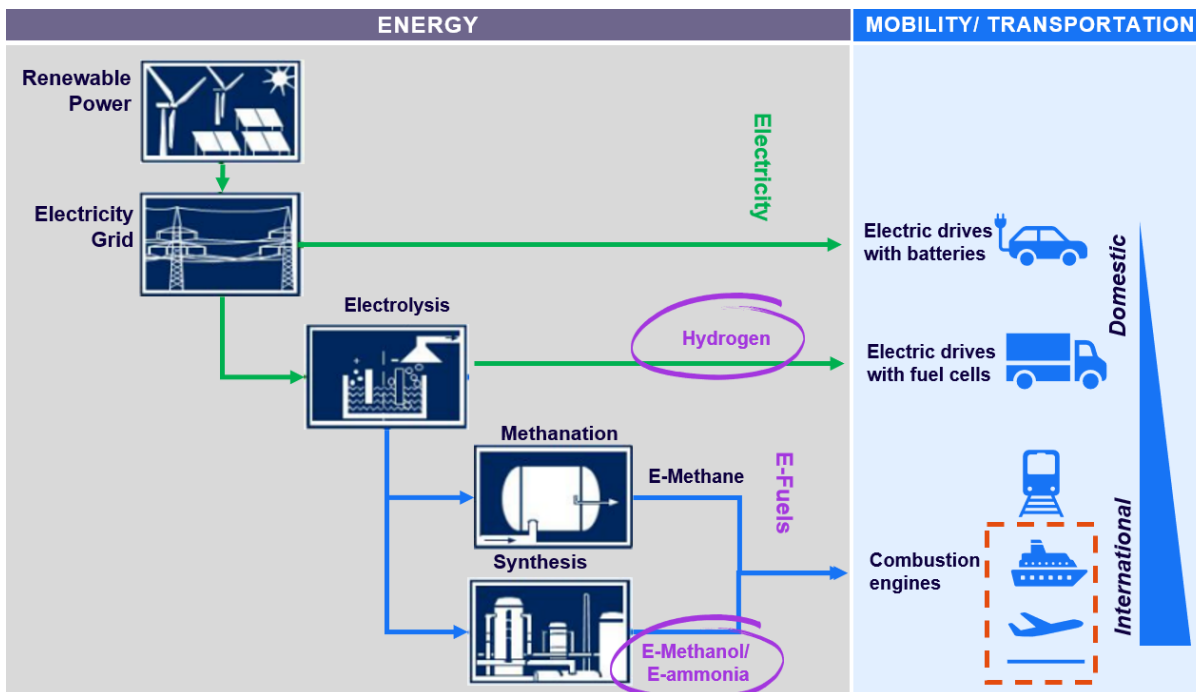 ENERGY
MOBILITY/ TRANSPORTATION
Renewable
Power
Electricity
Electricity
Grid
Electric drives
with batteries
Domestic
Electrolysis
Hydrogen
Electric drives
with fuel cells
Methanation
E-Methane
E-Fuels
Synthesis
Combustion
engines
International
E-Methanol/
E-ammonia